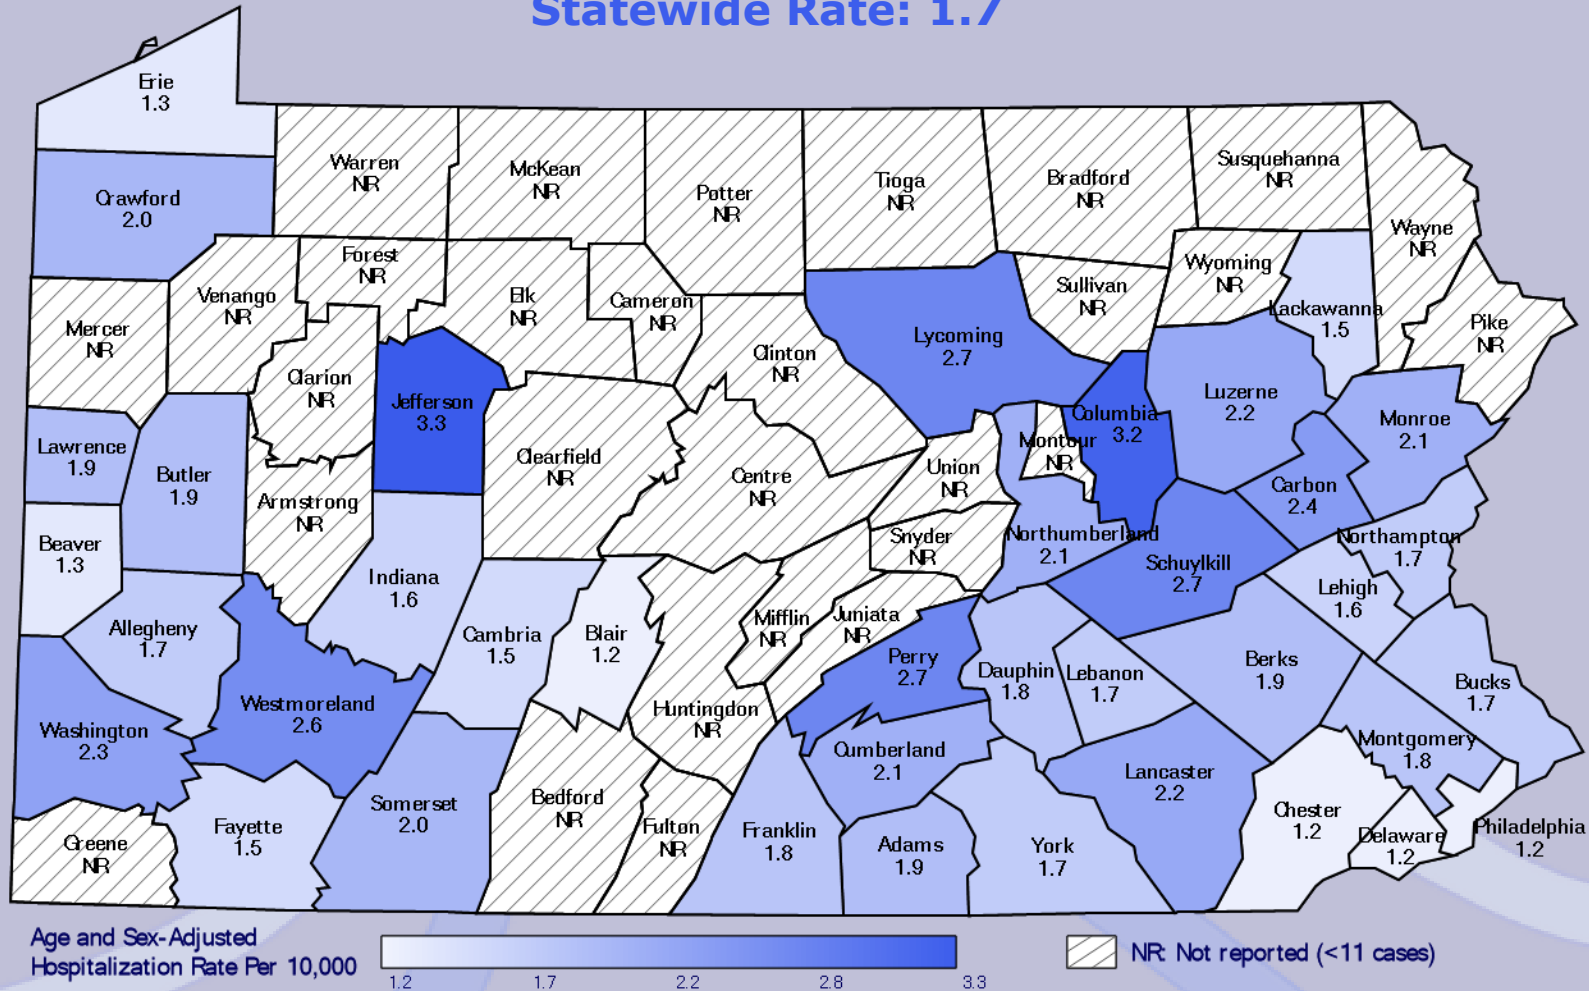 Statewide Rate: 1.7
Erie
1.3
Warren
NR
McKean
NR
Potter
NR
Tioga
NR
Bradford
NR
Susquehanna
NR
Wayne
NR
Crawford
2.0
Forest
NR
Venango
NR
Elk
NR
Cameron
NR
Sullivan
NR
Wyoming
NR
Lackawanna
1.5
Pike
NR
Mercer
NR
Clarion
NR
Jefferson
3.3
Clinton
NR
Lycoming
2.7
Columbia
3.2
Luzerne
2.2
Monroe
2.1
Lawrence
1.9
Butler
1.9
Armstrong
NR
Clearfield
NR
Centre
NR
Union
NR
Montour
NR
Carbon
2.4
Beaver
1.3
Indiana
1.6
Snyder
NR
Northumberland
2.1
Schuylkill
2.7
Northampton
1.7
Lehigh
1.6
Allegheny
1.7
Cambria
1.5
Blair
1.2
Mifflin
NR
Juniata
NR
Perry
2.7
Dauphin
1.8
Lebanon
1.7
Berks
1.9
Bucks
1.7
Washington
2.3
Westmoreland
2.6
Huntingdon
NR
Cumberland
2.1
Lancaster
2.2
Montgomery
1.8
Greene
NR
Fayette
1.5
Somerset
2.0
Bedford
NR
Fulton
NR
Franklin
1.8
Adams
1.9
York
1.7
Chester
1.2
Delaware
1.2
Philadelphia
1.2
Age and Sex-Adjusted
Hospitalization Rate Per 10,000
1.2 1.7 2.2 2.8 3.3
NR: Not reported (<11 cases)